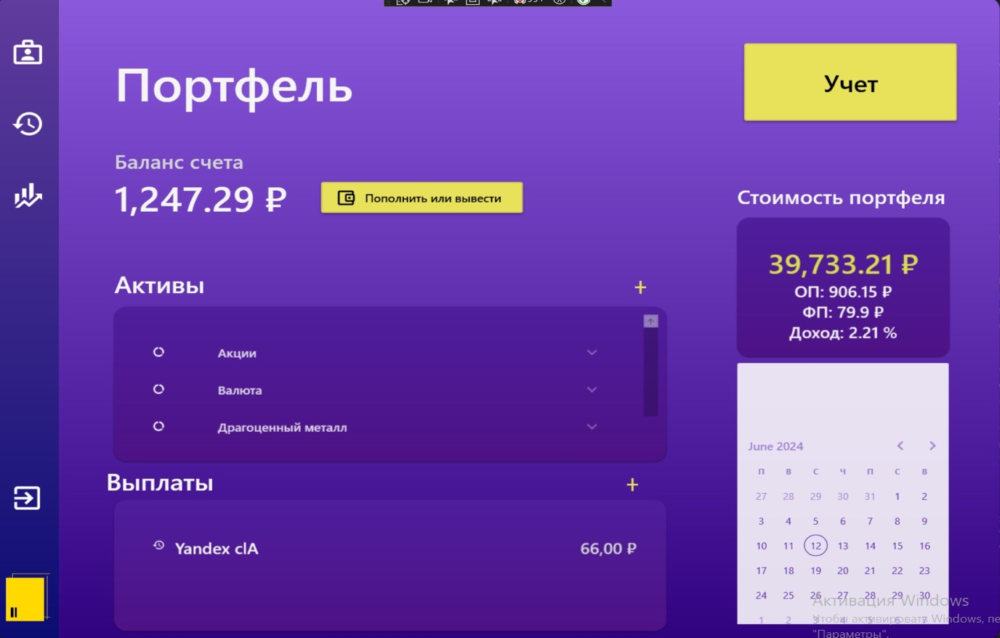 Портфель
Учет
Баланс счета
1,247.29 ₽
Пополнить или вывести
Стоимость портфеля
39,733.21 ₽
ОП: 906.15 ₽
ФП: 79.9 ₽
Доход: 2.21 %
Активы
+
Акции
Валюта
Драгоценный металл
Выплаты
+
Yandex clA
66,00 ₽
June 2024
П В С Ч П С В
27 28 29 30 31 1 2
3 4 5 6 7 8 9
10 11 12 13 14 15 16
17 18 19 20 21 22 23
24 25 26 27 28 29 30
1 2 3 4 5 6 7
Активация Windows
Чтобы активировать Windows, пе
"Параметры".